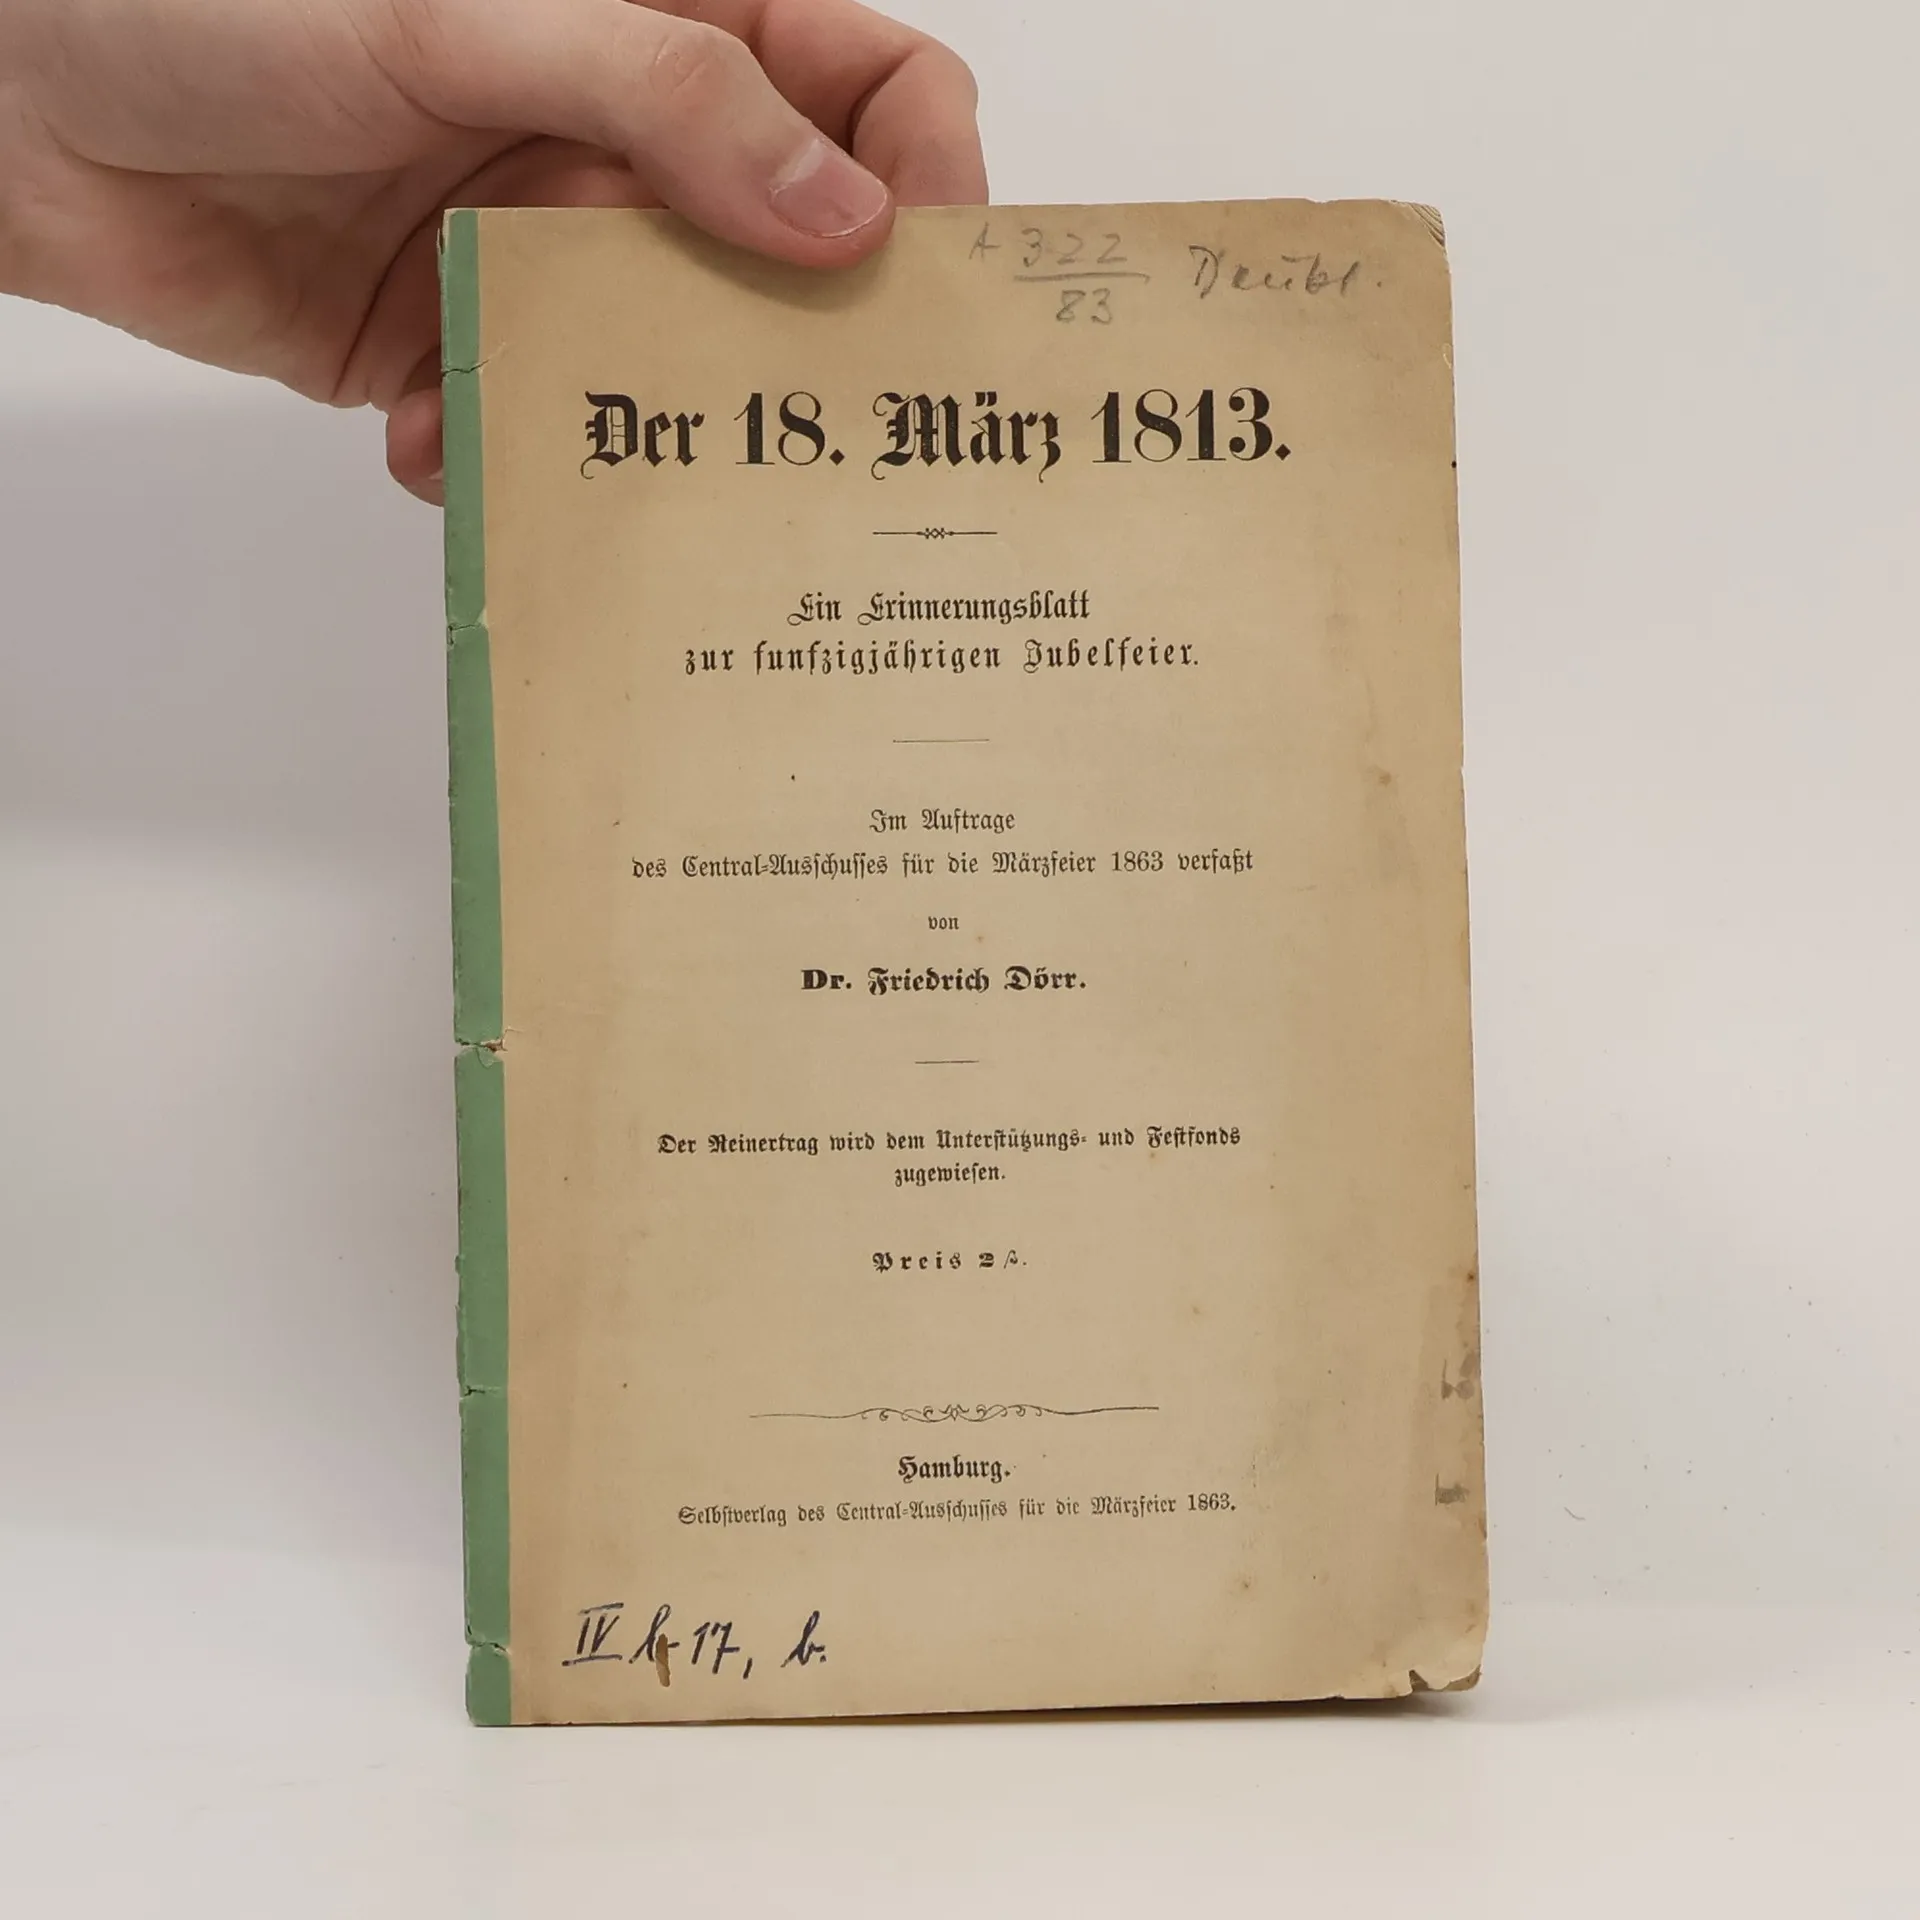 A 322
83
Der 18. März 1813.
Ein Erinnerungsblatt
zur funfzigjährigen Jubelfeier.
Im Auftrage
des Central-Ausschusses für die Märzfeier 1863 verfaßt
von
Dr. Friedrich Dörr.
Der Reinertrag wird dem Unterstützungs- und Festfonds
zugewiesen.
Preis 2 ß.
Hamburg.
Selbstverlag des Central-Ausschusses für die Märzfeier 1863.
IV b 17, b.